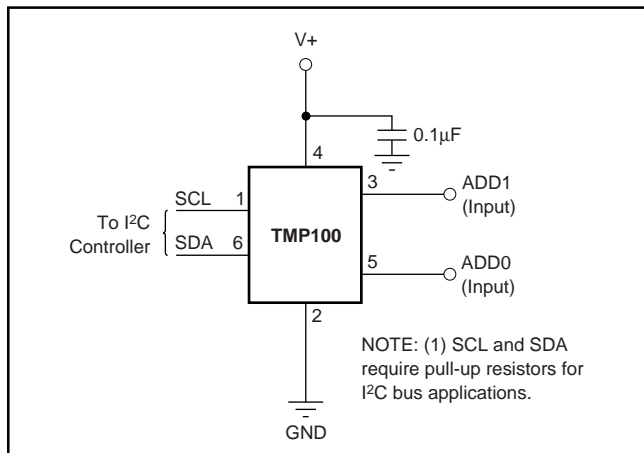 V+
0.1μF
4
3
ADD1
(Input)
SCL
1
To I²C
Controller
TMP100
SDA
6
5
ADD0
(Input)
2
NOTE: (1) SCL and SDA
require pull-up resistors for
I²C bus applications.
GND